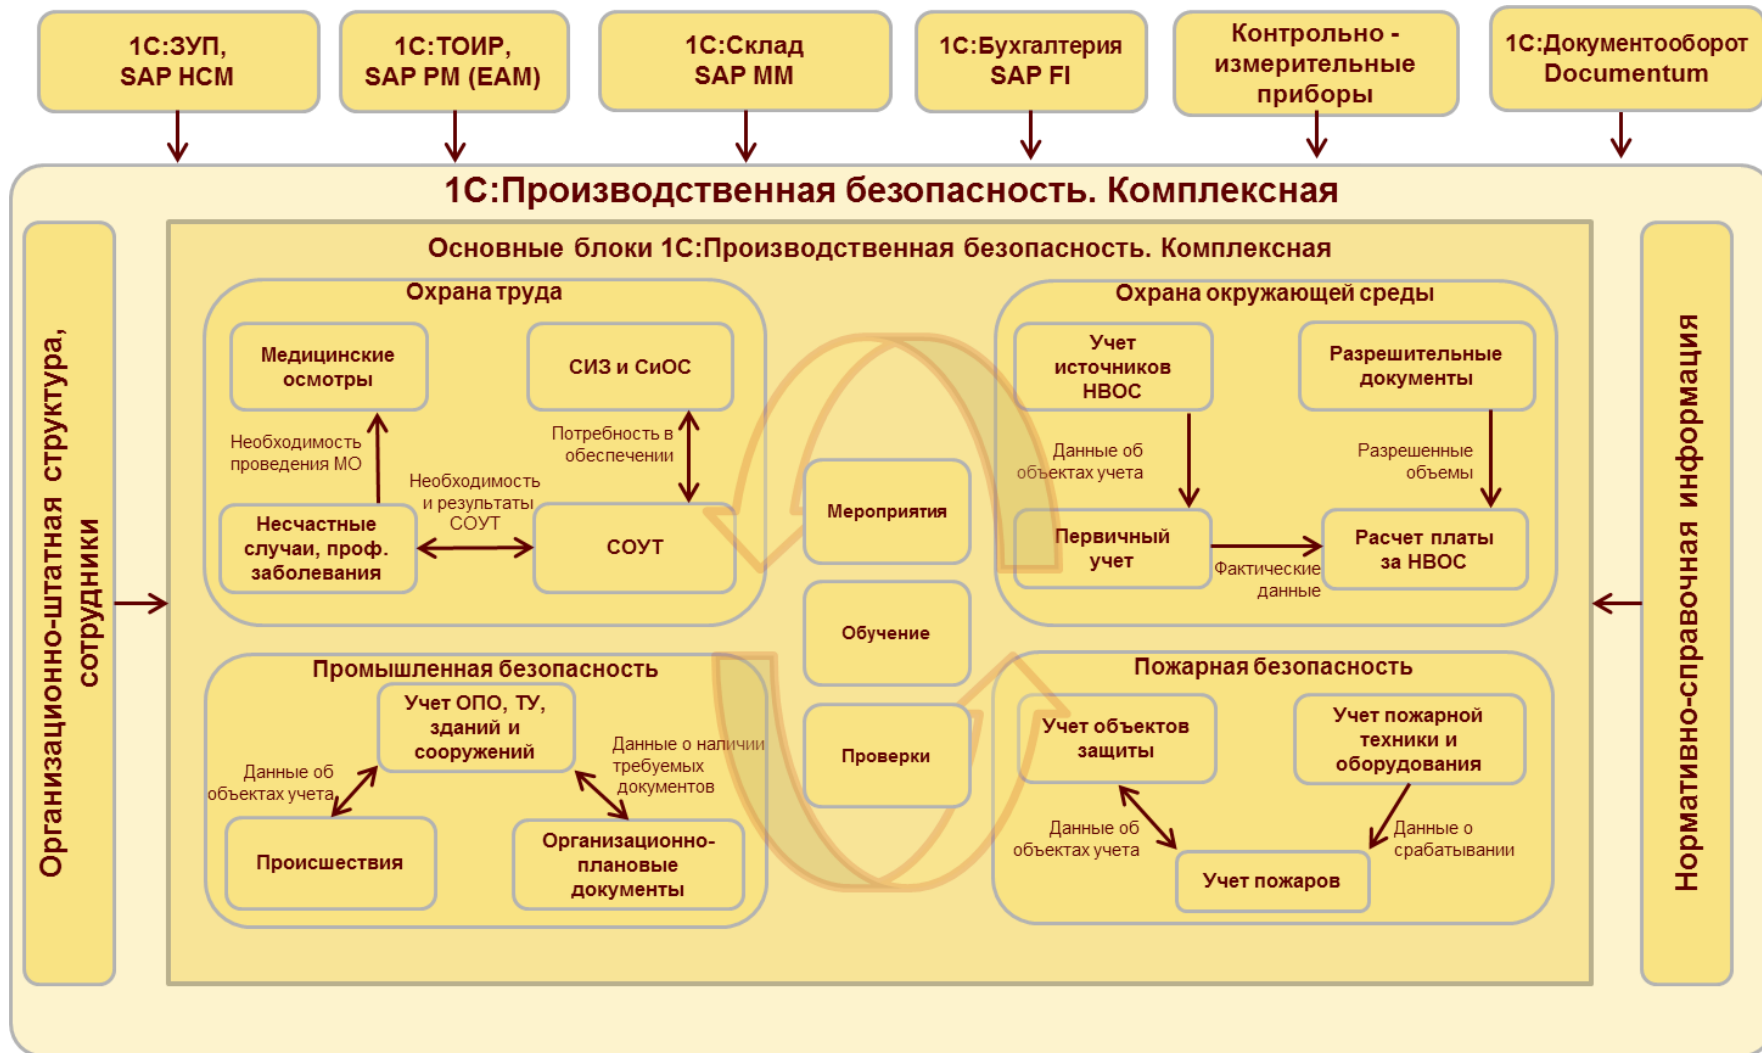 1С:ЗУП,
SAP HCM
1С:ТОИР,
SAP PM (EAM)
1С:Склад
SAP MM
1С:Бухгалтерия
SAP FI
Контрольно -
измерительные
приборы
1С:Документооборот
Documentum
1С:Производственная безопасность. Комплексная
Организационно-штатная структура,
сотрудники
Основные блоки 1С:Производственная безопасность. Комплексная
Охрана труда
Медицинские
осмотры
СИЗ и СиОС
Необходимость
проведения МО
Потребность в
обеспечении
Необходимость
и результаты
СОУТ
Несчастные
случаи, проф.
заболевания
СОУТ
Охрана окружающей среды
Учет
источников
НВОС
Разрешительные
документы
Данные об
объектах учета
Разрешенные
объемы
Первичный
учет
Фактические
данные
Расчет платы
за НВОС
Мероприятия
Обучение
Проверки
Промышленная безопасность
Учет ОПО, ТУ,
зданий и
сооружений
Данные об
объектах учета
Данные о наличии
требуемых
документов
Происшествия
Организационно-
плановые
документы
Пожарная безопасность
Учет объектов
защиты
Учет пожарной
техники и
оборудования
Данные об
объектах учета
Данные о
срабатывании
Учет пожаров
Нормативно-справочная информация